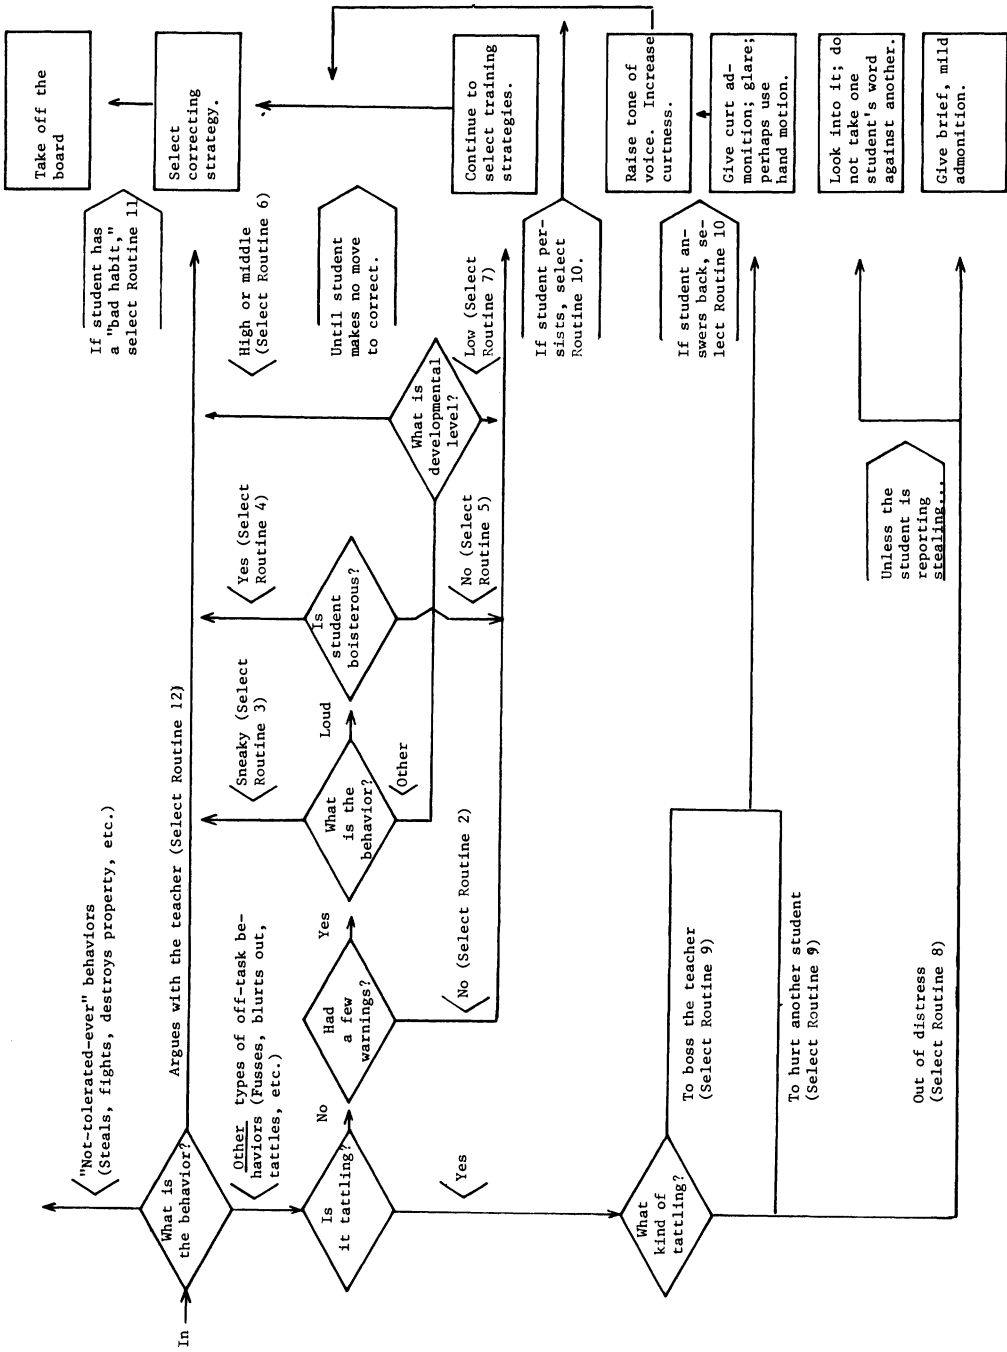 In
What is
the behavior?
"Not-tolerated-ever" behaviors
(Steals, fights, destroys property, etc.)
Argues with the teacher (Select Routine 12)
Other types of off-task be-
haviors (Fusses, blurts out,
tattles, etc.)
Is
it tattling?
No
Yes
Had
a few
warnings?
Yes
No (Select Routine 2)
What
is the
behavior?
Sneaky (Select
Routine 3)
Loud
Other
Is
student
boisterous?
Yes (Select
Routine 4)
No (Select
Routine 5)
What is
developmental
level?
High or middle
(Select Routine 6)
Low (Select
Routine 7)
If student has
a "bad habit,"
select Routine 11
Until student
makes no move
to correct.
If student per-
sists, select
Routine 10.
If student an-
swers back, se-
lect Routine 10
Take off the
board
Select
correcting
strategy.
Continue to
select training
strategies.
Raise tone of
voice. Increase
curtness.
Give curt ad-
monition; glare;
perhaps use
hand motion.
Look into it; do
not take one
student's word
against another.
Give brief, mild
admonition.
What
kind of
tattling?
To boss the teacher
(Select Routine 9)
To hurt another student
(Select Routine 9)
Out of distress
(Select Routine 8)
Unless the
student is
reporting
stealing...